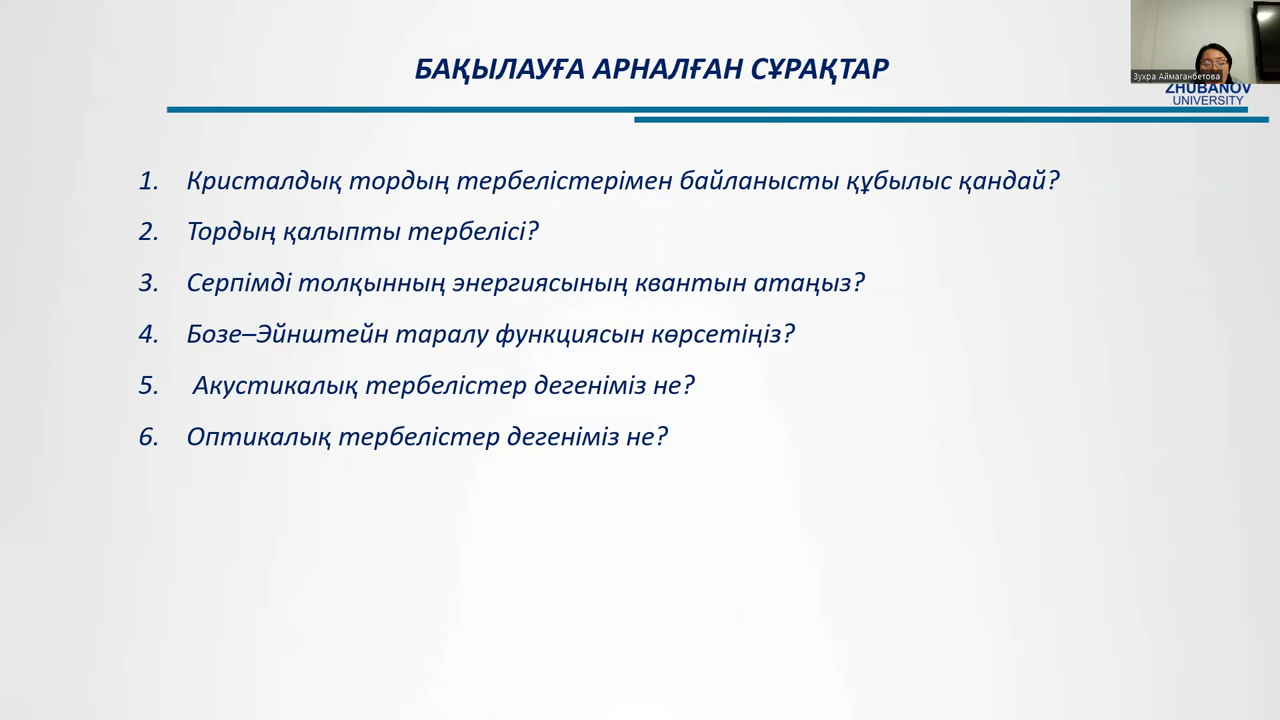 БАҚЫЛАУҒА АРНАЛҒАН СҰРАҚТАР
Зухра Аймаганбетова
ZHUBANOV
UNIVERSITY
1. Кристалдық тордың тербелістерімен байланысты құбылыс қандай?
2. Тордың қалыпты тербелісі?
3. Серпімді толқынның энергиясының квантын атаңыз?
4. Бозе–Эйнштейн таралу функциясын көрсетіңіз?
5. Акустикалық тербелістер дегеніміз не?
6. Оптикалық тербелістер дегеніміз не?